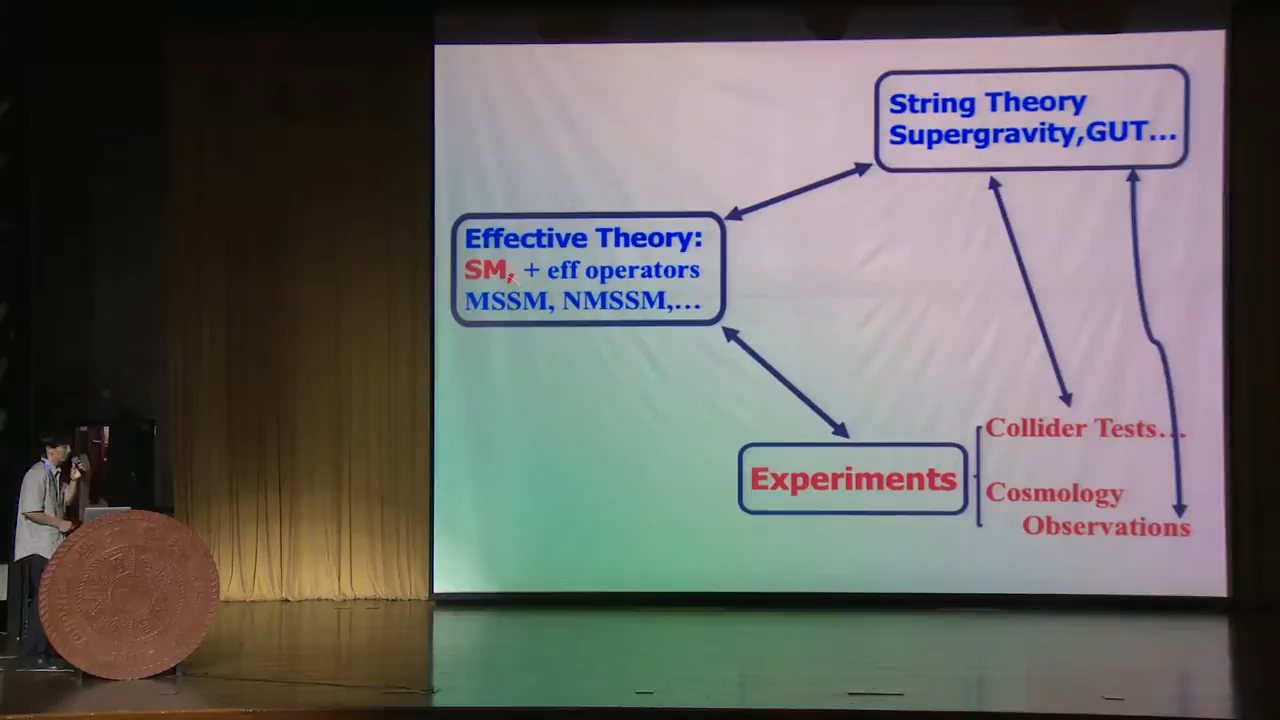 String Theory
Supergravity,GUT...
Effective Theory:
SM, + eff operators
MSSM, NMSSM,...
Experiments
Collider Tests...
Cosmology
Observations